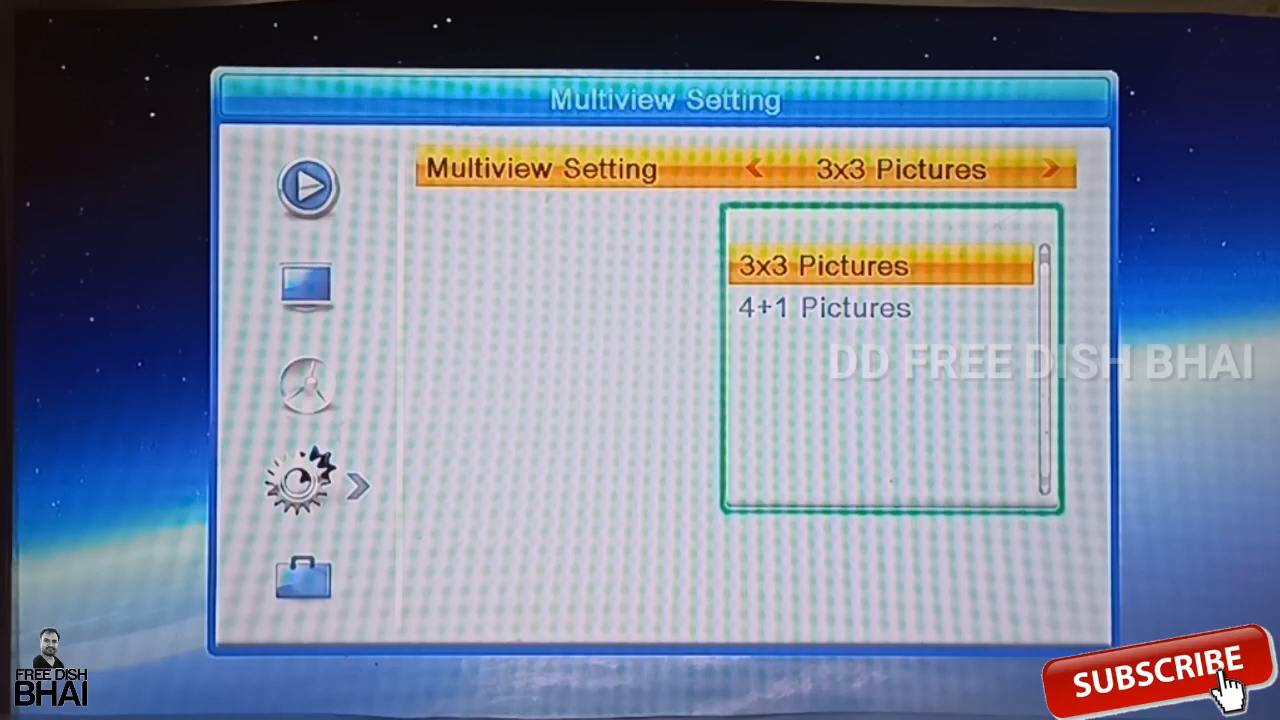 Multiview Setting
Multiview Setting
3x3 Pictures
3x3 Pictures
4+1 Pictures
DD FREE DISH BHAI
FREE DISH
BHAI
SUBSCRIBE